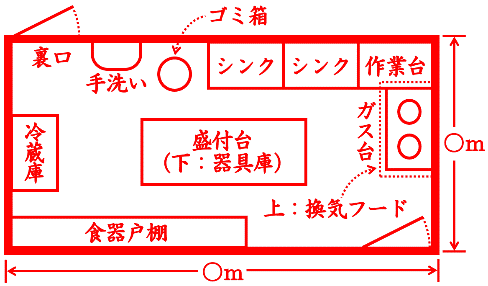 ゴミ箱
裏口
手洗い
シンク
シンク
作業台
ガス台
冷蔵庫
盛付台
(下：器具庫)
〇m
上：換気フード
食器戸棚
〇m